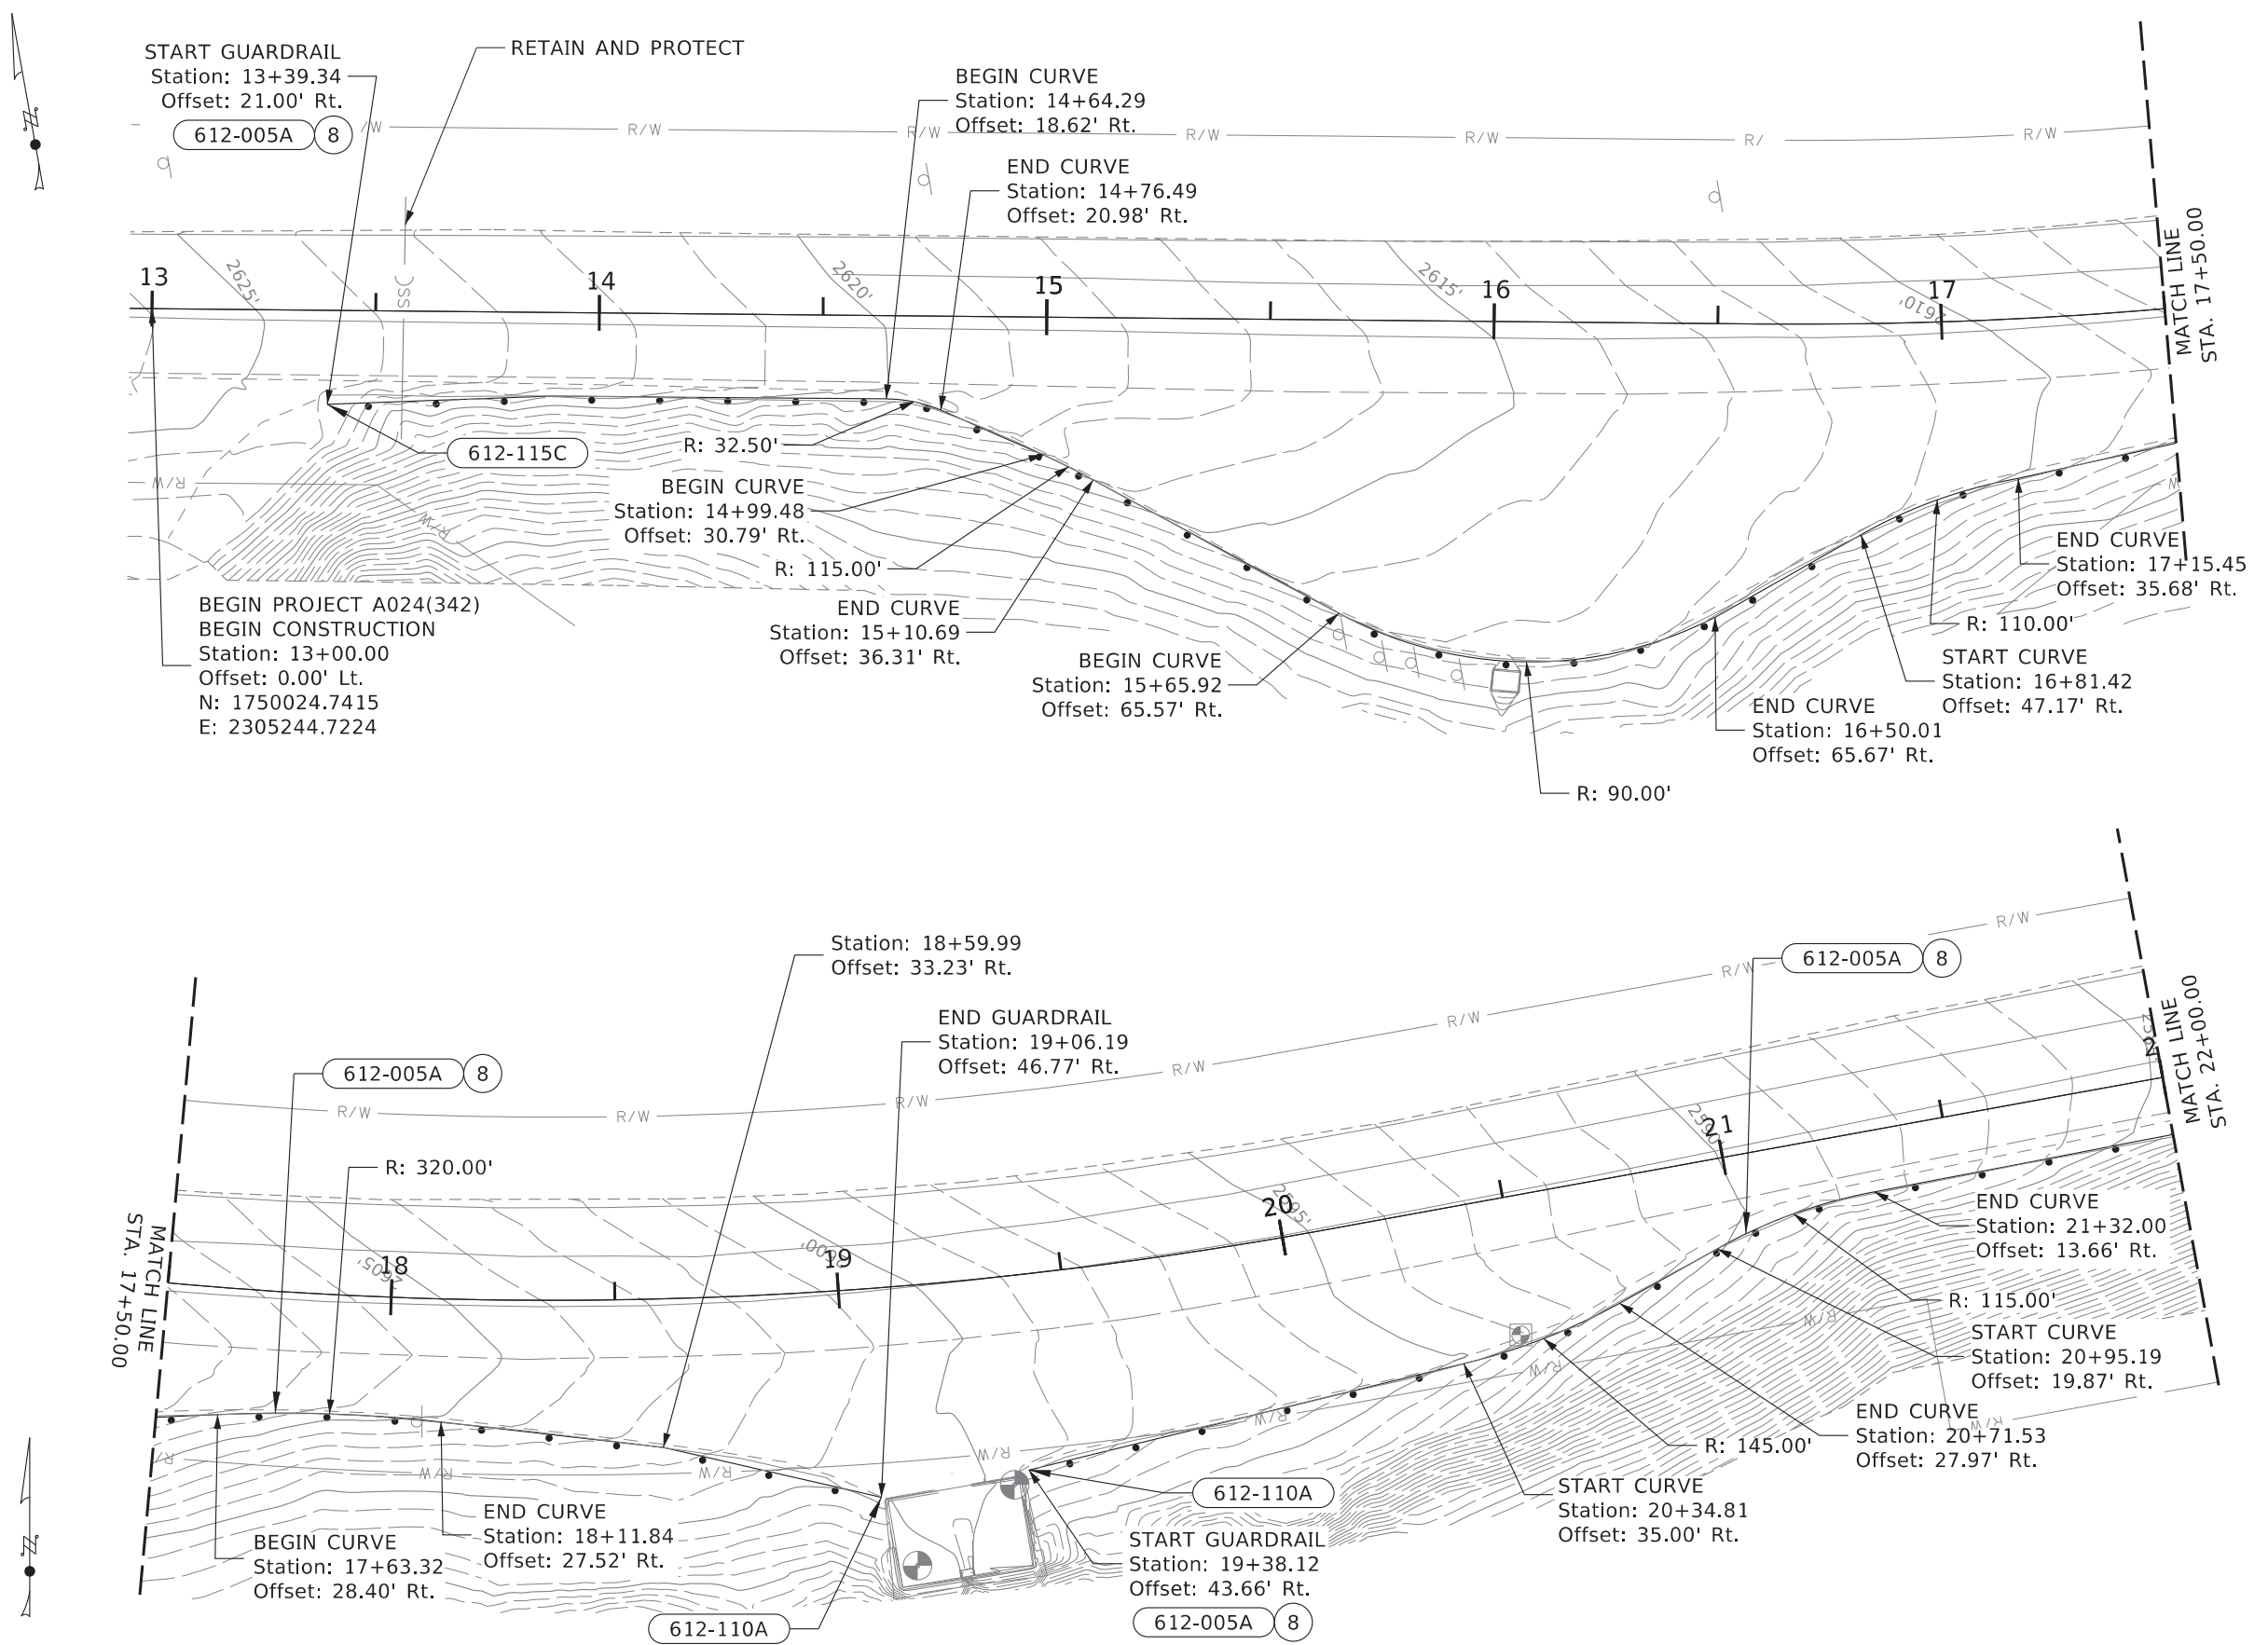 START GUARDRAIL
Station: 13+39.34
Offset: 21.00' Rt.
612-005A 8
RETAIN AND PROTECT
BEGIN CURVE
Station: 14+64.29
Offset: 18.62' Rt.
END CURVE
Station: 14+76.49
Offset: 20.98' Rt.
N
R/W
R/W
R/W
R/W
R/W
R/
R/W
MATCH LINE
STA. 17+50.00
13
14
15
16
17
2625'
2620'
2615'
2610'
SSC
612-115C
R: 32.50'
R/W
R/W
BEGIN CURVE
Station: 14+99.48
Offset: 30.79' Rt.
R: 115.00'
END CURVE
Station: 15+10.69
Offset: 36.31' Rt.
BEGIN CURVE
Station: 15+65.92
Offset: 65.57' Rt.
BEGIN PROJECT A024(342)
BEGIN CONSTRUCTION
Station: 13+00.00
Offset: 0.00' Lt.
N: 1750024.7415
E: 2305244.7224
END CURVE
Station: 17+15.45
Offset: 35.68' Rt.
R: 110.00'
START CURVE
Station: 16+81.42
Offset: 47.17' Rt.
END CURVE
Station: 16+50.01
Offset: 65.67' Rt.
R: 90.00'
Station: 18+59.99
Offset: 33.23' Rt.
612-005A 8
END GUARDRAIL
Station: 19+06.19
Offset: 46.77' Rt.
612-005A 8
R: 320.00'
R/W
R/W
R/W
R/W
R/W
R/W
R/W
MATCH LINE
STA. 22+00.00
MATCH LINE
STA. 17+50.00
18
19
20
21
2605'
2600'
2595'
2590'
R/
R/W
R/W
R/W
R/W
R/W
R/W
R/W
END CURVE
Station: 21+32.00
Offset: 13.66' Rt.
R: 115.00'
START CURVE
Station: 20+95.19
Offset: 19.87' Rt.
END CURVE
Station: 20+71.53
Offset: 27.97' Rt.
R: 145.00'
START CURVE
Station: 20+34.81
Offset: 35.00' Rt.
612-110A
START GUARDRAIL
Station: 19+38.12
Offset: 43.66' Rt.
612-005A 8
END CURVE
Station: 18+11.84
Offset: 27.52' Rt.
BEGIN CURVE
Station: 17+63.32
Offset: 28.40' Rt.
612-110A
N